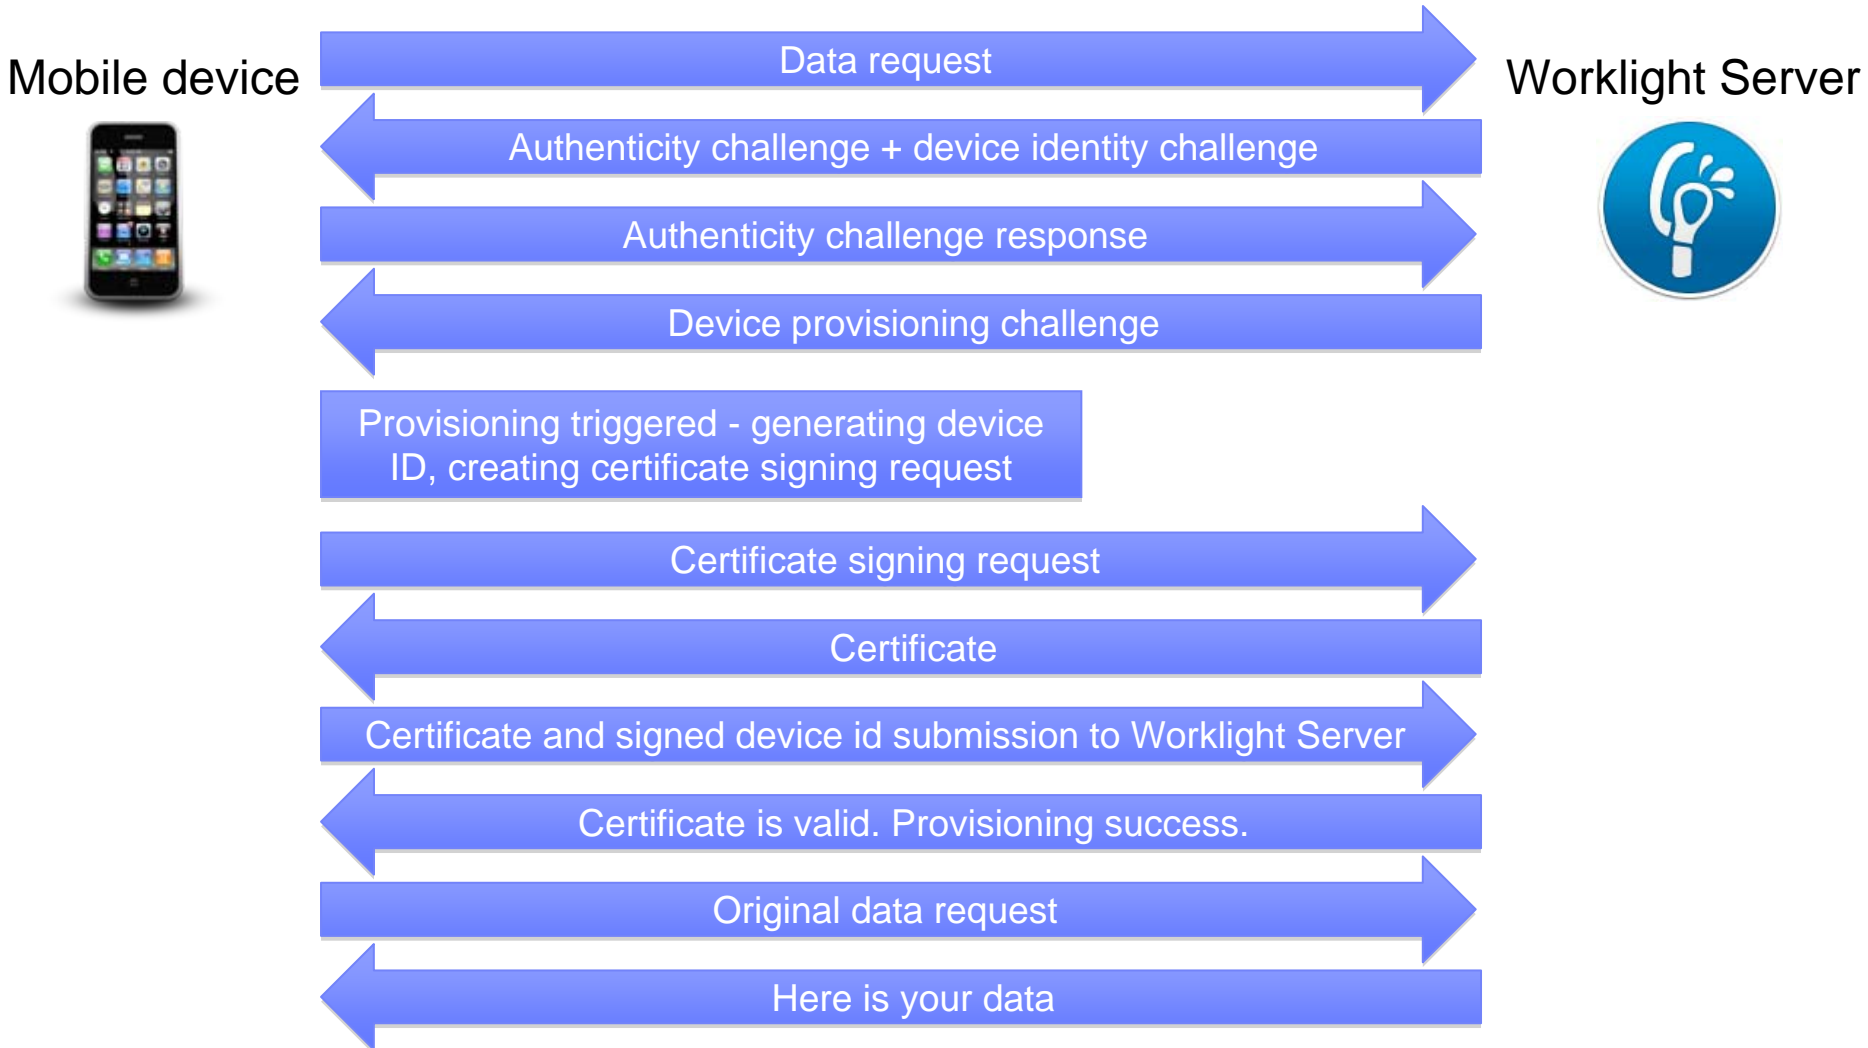 Data request
Mobile device
Worklight Server
Authenticity challenge + device identity challenge
Authenticity challenge response
Device provisioning challenge
Provisioning triggered - generating device
ID, creating certificate signing request
Certificate signing request
Certificate
Certificate and signed device id submission to Worklight Server
Certificate is valid. Provisioning success.
Original data request
Here is your data